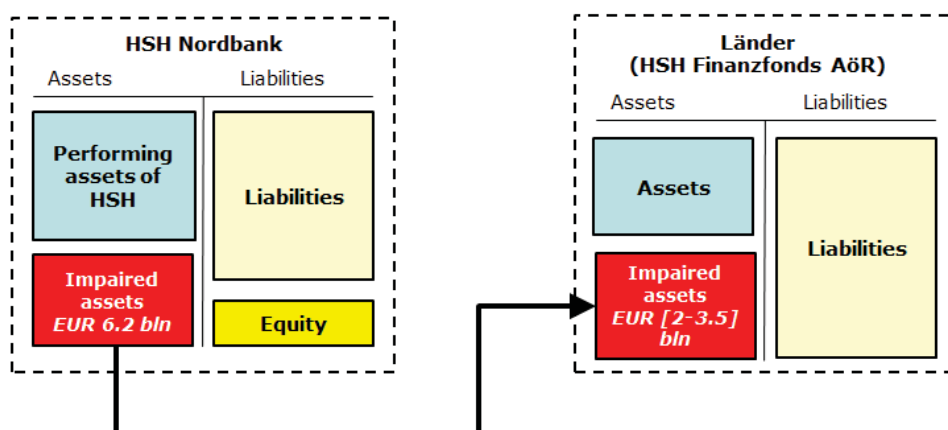 HSH Nordbank
Assets
Liabilities
Performing
assets of
HSH
Liabilities
Impaired
assets
EUR 6.2 bln
Equity
Länder
(HSH Finanzfonds AöR)
Assets
Liabilities
Assets
Liabilities
Impaired
assets
EUR [2-3.5]
bln